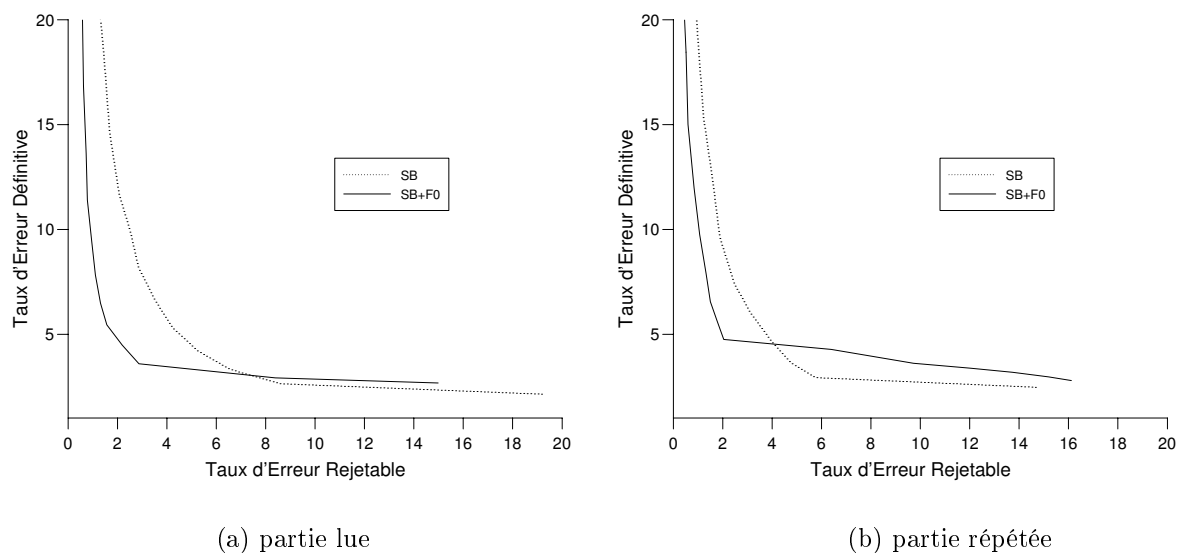 20
15
10
5
Taux d'Erreur Définitive
SB
SB+F0
0 2 4 6 8 10 12 14 16 18 20
Taux d'Erreur Rejetable
(a) partie lue
20
15
10
5
Taux d'Erreur Définitive
SB
SB+F0
0 2 4 6 8 10 12 14 16 18 20
Taux d'Erreur Rejetable
(b) partie répétée